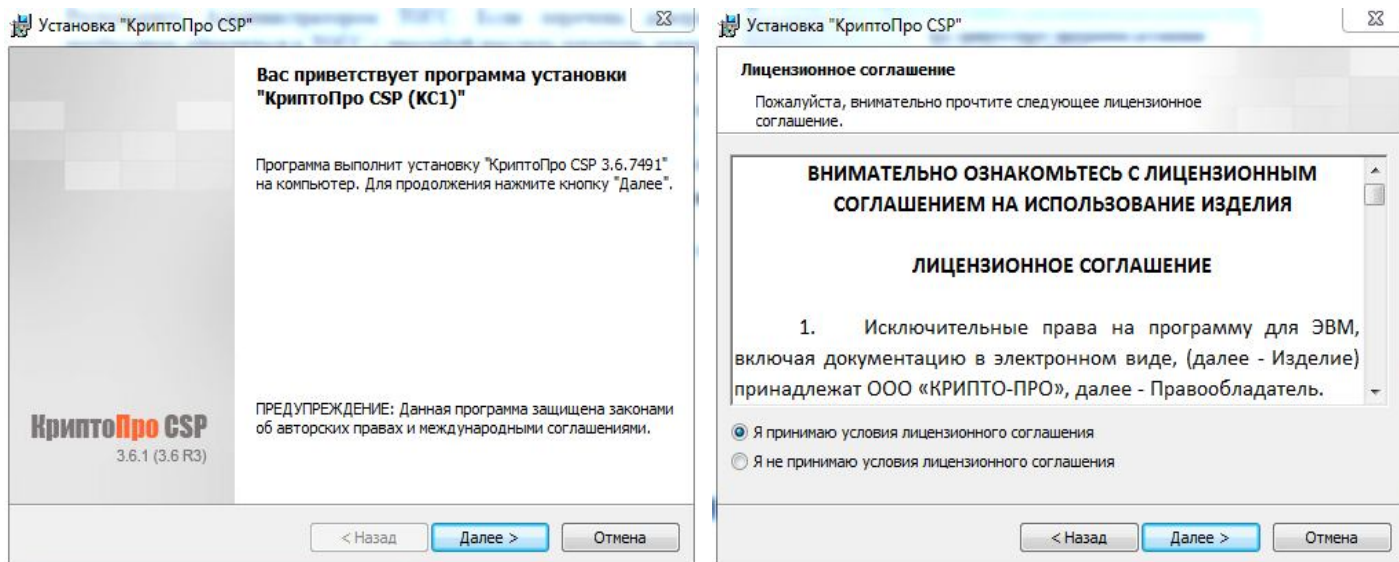 Установка "КриптоПро CSP"
Вас приветствует программа установки
"КриптоПро CSP (KC1)"
Программа выполнит установку "КриптоПро CSP 3.6.7491"
на компьютер. Для продолжения нажмите кнопку "Далее".
ПРЕДУПРЕЖДЕНИЕ: Данная программа защищена законами
об авторских правах и международными соглашениями.
КриптоПро CSP
3.6.1 (3.6 R3)
< Назад
Далее >
Отмена
Установка "КриптоПро CSP"
Лицензионное соглашение
Пожалуйста, внимательно прочтите следующее лицензионное
соглашение.
ВНИМАТЕЛЬНО ОЗНАКОМЬТЕСЬ С ЛИЦЕНЗИОННЫМ
СОГЛАШЕНИЕМ НА ИСПОЛЬЗОВАНИЕ ИЗДЕЛИЯ
ЛИЦЕНЗИОННОЕ СОГЛАШЕНИЕ
1. Исключительные права на программу для ЭВМ,
включая документацию в электронном виде, (далее - Изделие)
принадлежат ООО «КРИПТО-ПРО», далее - Правообладатель.
Я принимаю условия лицензионного соглашения
Я не принимаю условия лицензионного соглашения
< Назад
Далее >
Отмена